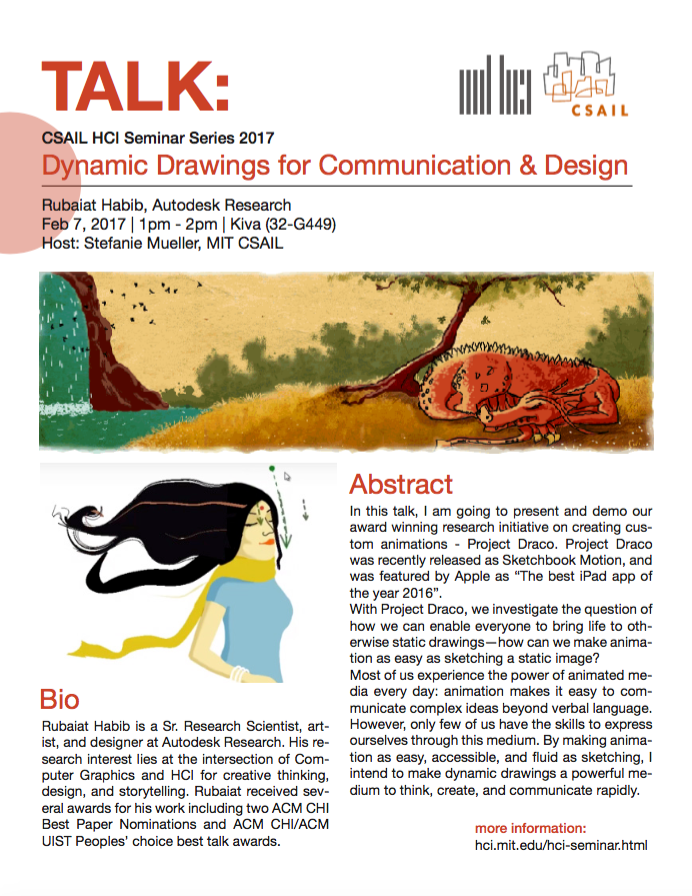 TALK:
CSAIL
CSAIL HCI Seminar Series 2017
Dynamic Drawings for Communication & Design
Rubaiat Habib, Autodesk Research
Feb 7, 2017 | 1pm - 2pm | Kiva (32-G449)
Host: Stefanie Mueller, MIT CSAIL
Abstract
In this talk, I am going to present and demo our
award winning research initiative on creating cus-
tom animations - Project Draco. Project Draco
was recently released as Sketchbook Motion, and
was featured by Apple as “The best iPad app of
the year 2016”.
With Project Draco, we investigate the question of
how we can enable everyone to bring life to oth-
erwise static drawings—how can we make anima-
tion as easy as sketching a static image?
Most of us experience the power of animated me-
dia every day: animation makes it easy to com-
municate complex ideas beyond verbal language.
However, only few of us have the skills to express
ourselves through this medium. By making anima-
tion as easy, accessible, and fluid as sketching, I
intend to make dynamic drawings a powerful me-
dium to think, create, and communicate rapidly.
more information:
hci.mit.edu/hci-seminar.html
Bio
Rubaiat Habib is a Sr. Research Scientist, art-
ist, and designer at Autodesk Research. His re-
search interest lies at the intersection of Com-
puter Graphics and HCI for creative thinking,
design, and storytelling. Rubaiat received sev-
eral awards for his work including two ACM CHI
Best Paper Nominations and ACM CHI/ACM
UIST Peoples’ choice best talk awards.